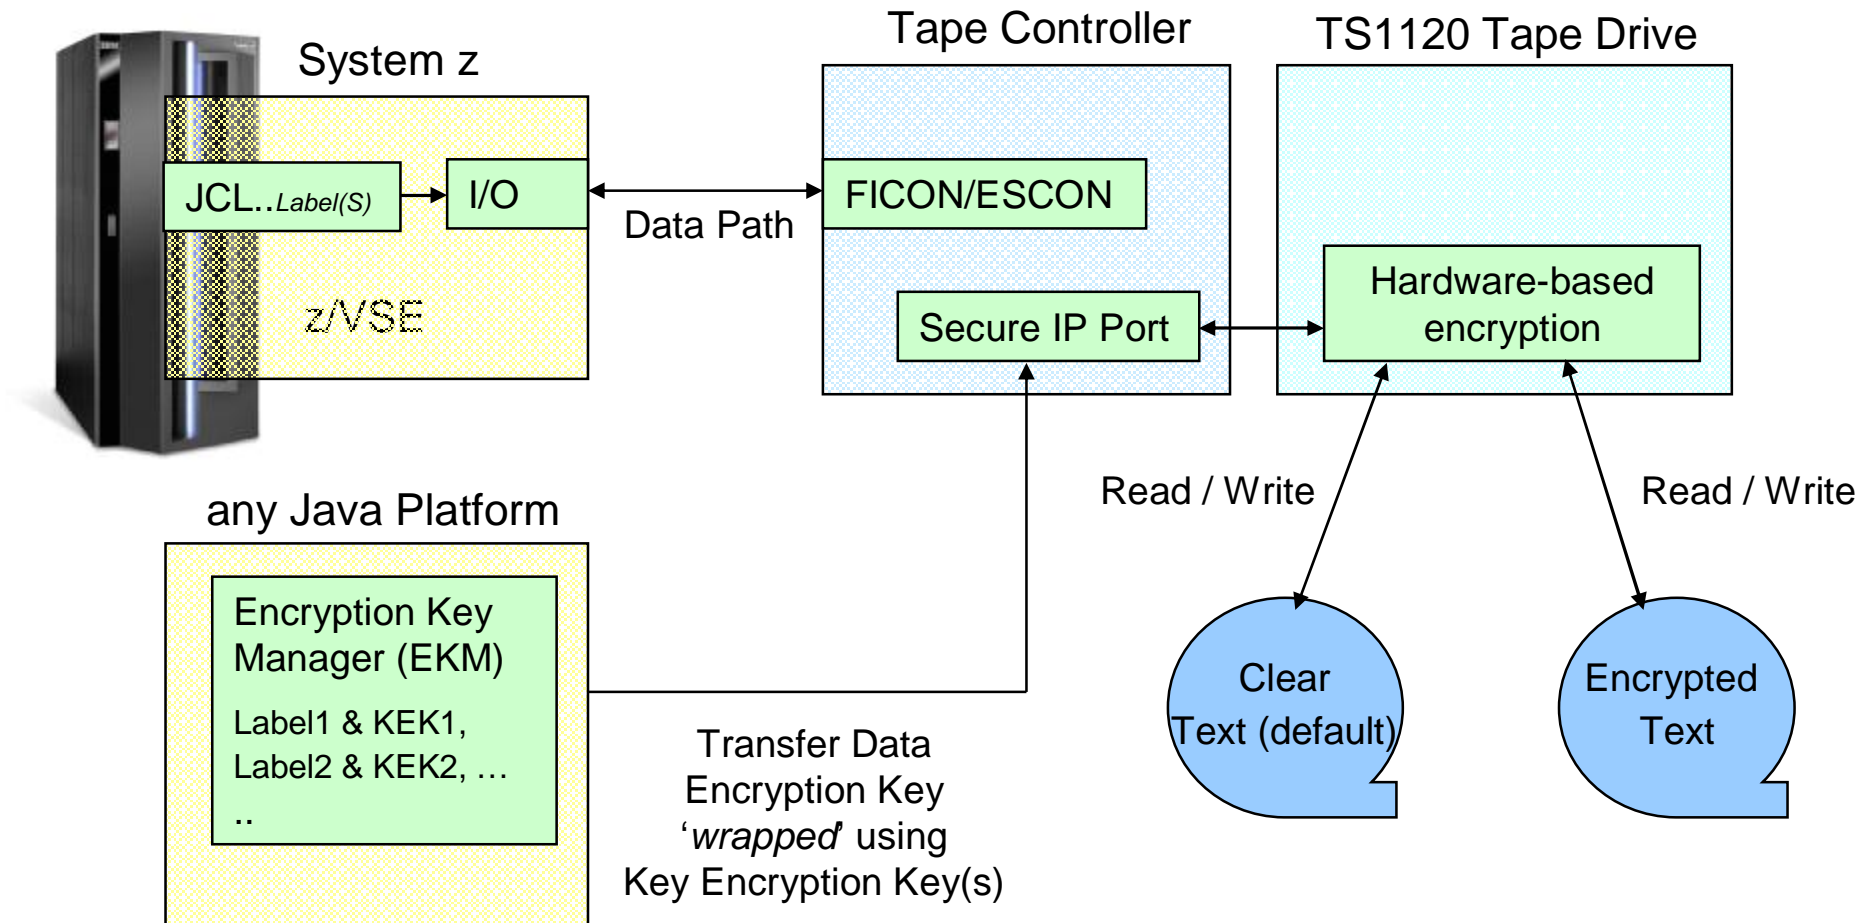 System z
Tape Controller
TS1120 Tape Drive
JCL..Label(S)
I/O
Data Path
FICON/ESCON
z/VSE
Secure IP Port
Hardware-based
encryption
Read / Write
Read / Write
any Java Platform
Encryption Key
Manager (EKM)
Label1 & KEK1,
Label2 & KEK2, …
..
Transfer Data
Encryption Key
‘wrapped’ using
Key Encryption Key(s)
Clear
Text (default)
Encrypted
Text